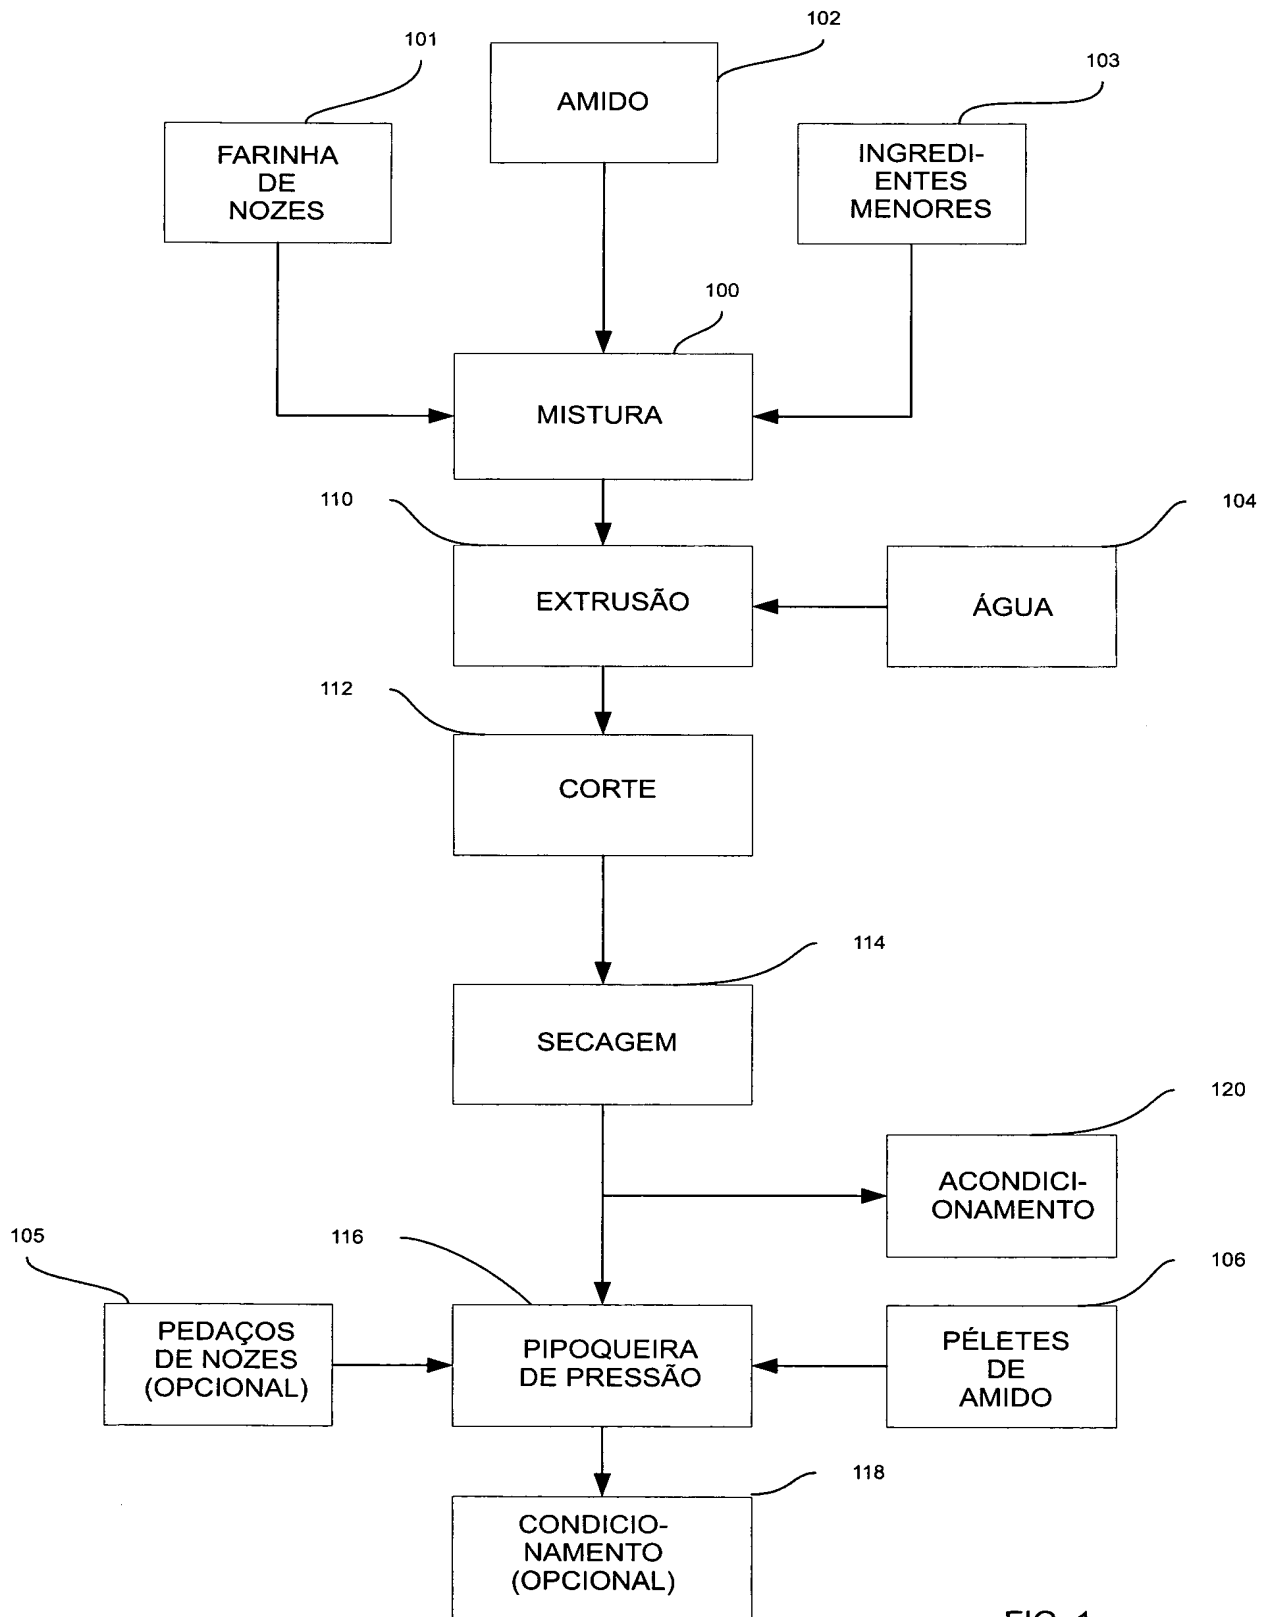 102
101
103
AMIDO
FARINHA
DE
NOZES
INGREDI-
ENTES
MENORES
100
MISTURA
110
104
EXTRUSÃO
ÁGUA
112
CORTE
114
SECAGEM
120
ACONDICI-
ONAMENTO
105
116
106
PEDAÇOS
DE NOZES
(OPCIONAL)
PIPOQUEIRA
DE PRESSÃO
PÉLETES
DE
AMIDO
118
CONDICIO-
NAMENTO
(OPCIONAL)
FIG. 1